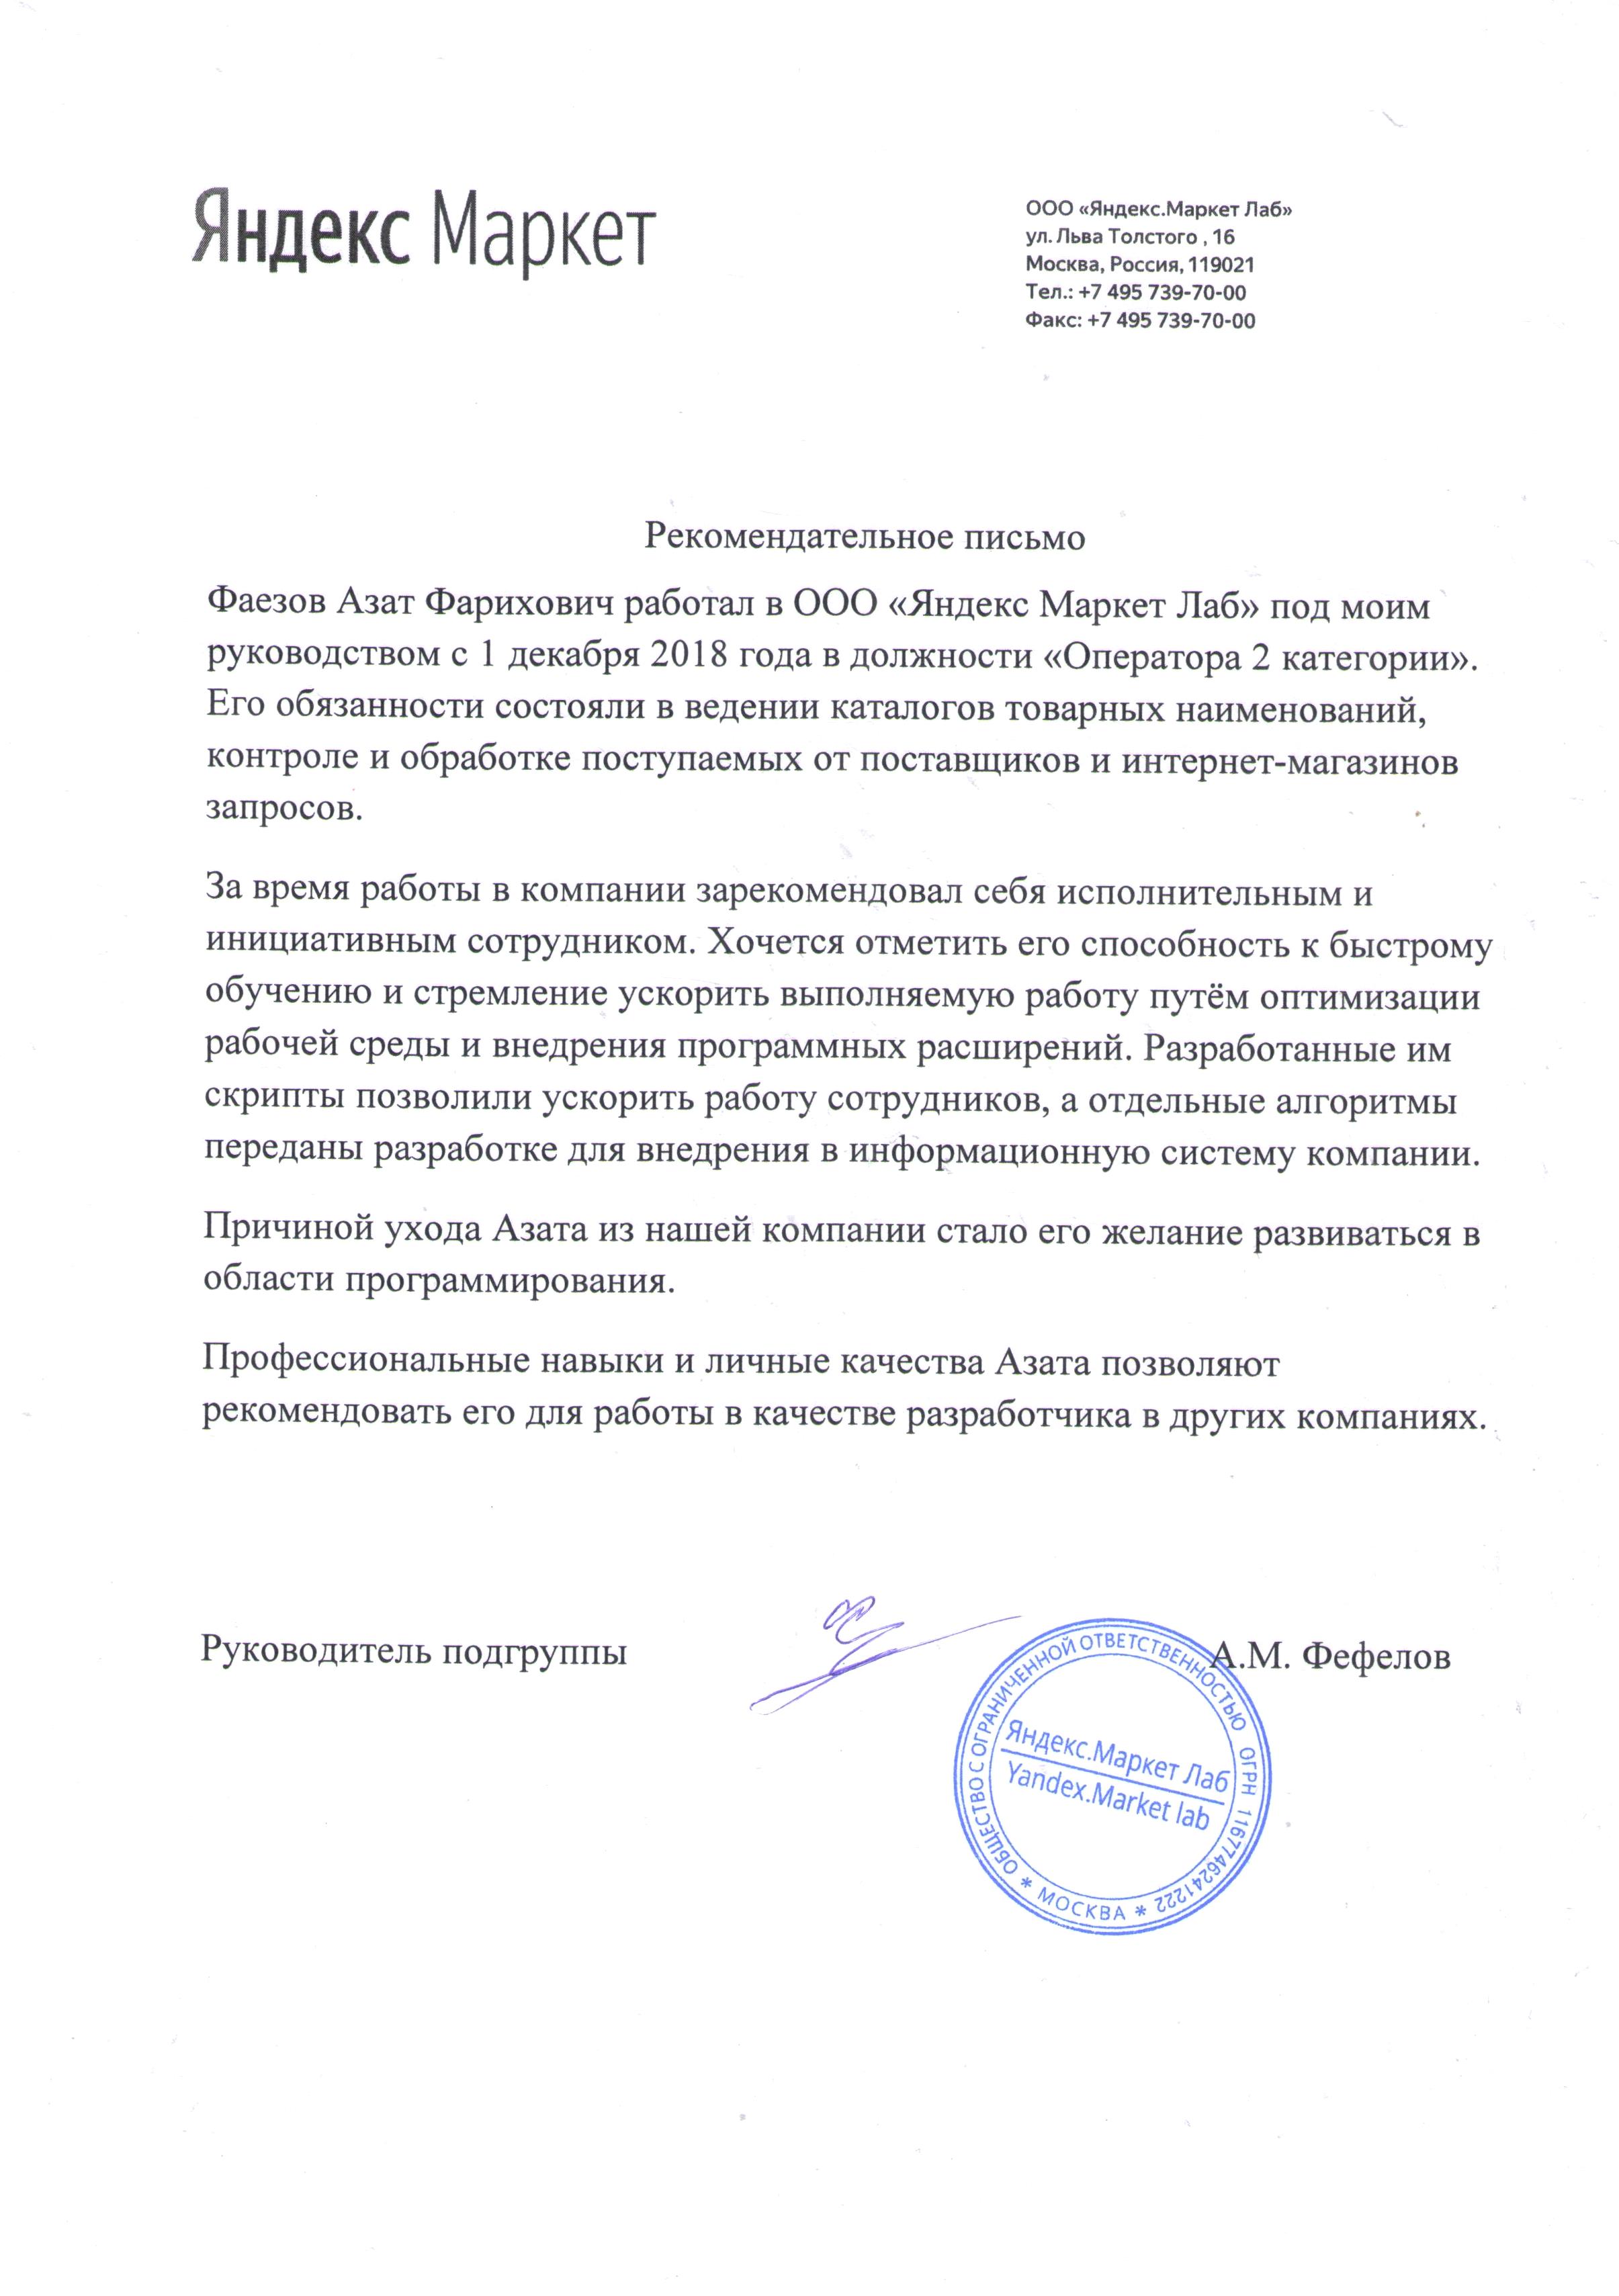 Яндекс Маркет
ООО «Яндекс.Маркет Лаб»
ул. Льва Толстого , 16
Москва, Россия, 119021
Тел.: +7 495 739-70-00
Факс: +7 495 739-70-00
Рекомендательное письмо
Фаезов Азат Фарихович работал в ООО «Яндекс Маркет Лаб» под моим
руководством с 1 декабря 2018 года в должности «Оператора 2 категории».
Его обязанности состояли в ведении каталогов товарных наименований,
контроле и обработке поступаемых от поставщиков и интернет-магазинов
запросов.
За время работы в компании зарекомендовал себя исполнительным и
инициативным сотрудником. Хочется отметить его способность к быстрому
обучению и стремление ускорить выполняемую работу путём оптимизации
рабочей среды и внедрения программных расширений. Разработанные им
скрипты позволили ускорить работу сотрудников, а отдельные алгоритмы
переданы разработке для внедрения в информационную систему компании.
Причиной ухода Азата из нашей компании стало его желание развиваться в
области программирования.
Профессиональные навыки и личные качества Азата позволяют
рекомендовать его для работы в качестве разработчика в других компаниях.
Руководитель подгруппы
А.М. Фефелов
ОБЩЕСТВО С ОГРАНИЧЕННОЙ ОТВЕТСТВЕННОСТЬЮ ОГРН 1167746241222
* МОСКВА *
Яндекс.Маркет Лаб
Yandex.Market lab